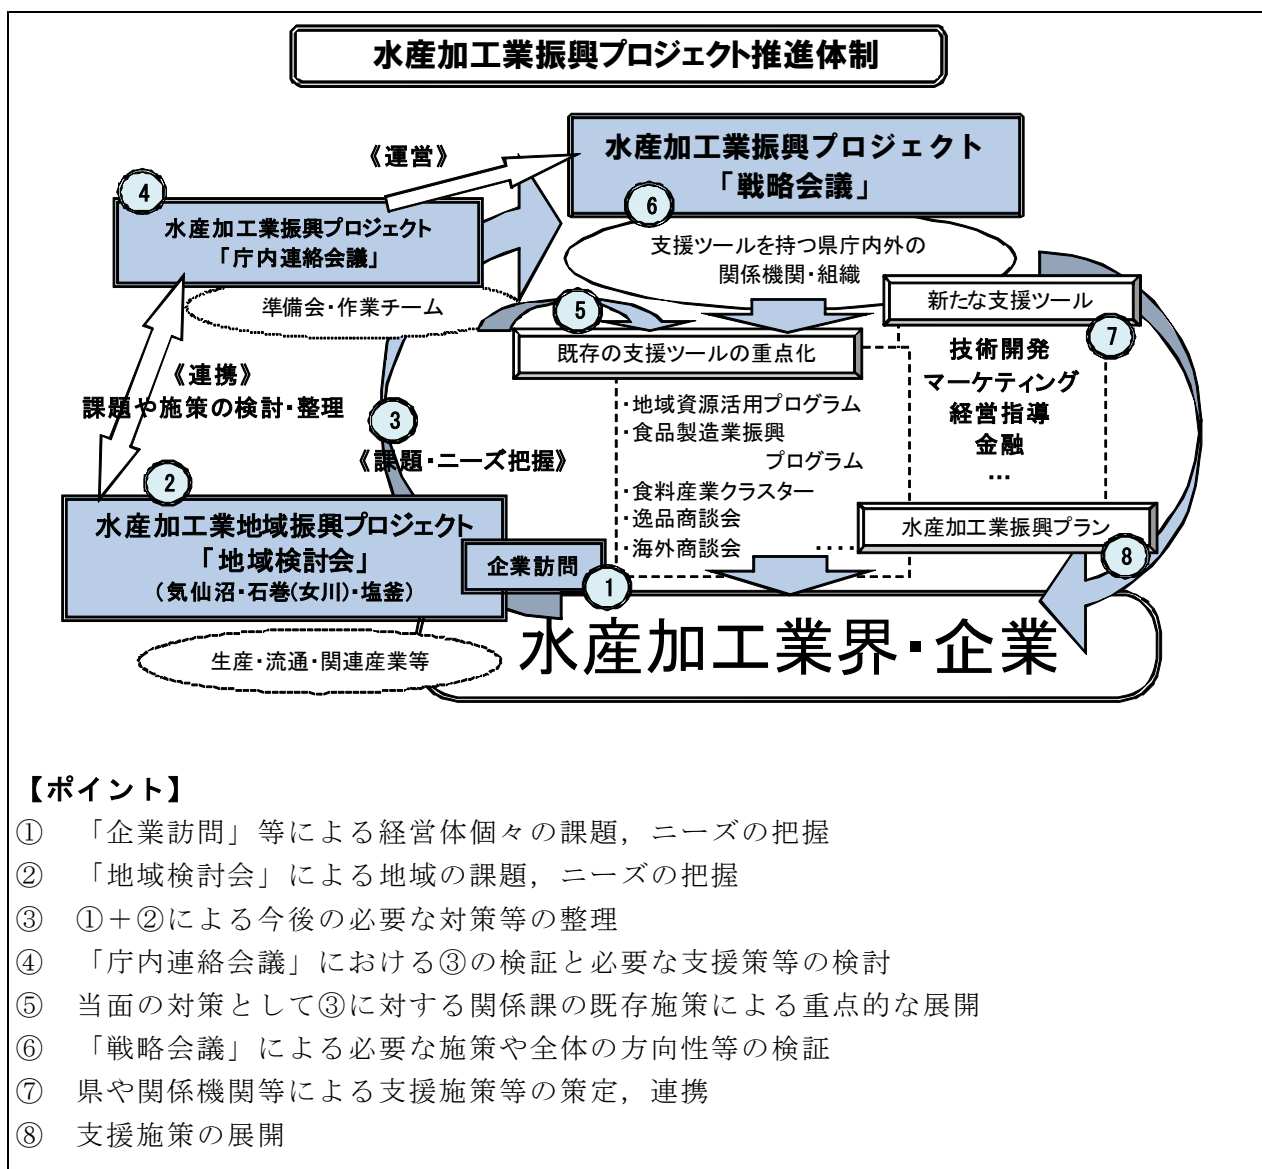 水産加工業振興プロジェクト推進体制
《運営》
水産加工業振興プロジェクト
「戦略会議」
4
水産加工業振興プロジェクト
「庁内連絡会議」
6
支援ツールを持つ県庁内外の
関係機関・組織
準備会・作業チーム
新たな支援ツール
5
既存の支援ツールの重点化
7
技術開発
マーケティング
経営指導
金融
…
《連携》
課題や施策の検討・整理
3
《課題・ニーズ把握》
・地域資源活用プログラム
・食品製造業振興
プログラム
・食料産業クラスター
・逸品商談会
・海外商談会
‥‥
2
水産加工業地域振興プロジェクト
「地域検討会」
（気仙沼・石巻(女川)・塩釜）
企業訪問
1
水産加工業振興プラン
8
生産・流通・関連産業等
水産加工業界・企業
【ポイント】
① 「企業訪問」等による経営体個々の課題，ニーズの把握
② 「地域検討会」による地域の課題，ニーズの把握
③ ①＋②による今後の必要な対策等の整理
④ 「庁内連絡会議」における③の検証と必要な支援策等の検討
⑤ 当面の対策として③に対する関係課の既存施策による重点的な展開
⑥ 「戦略会議」による必要な施策や全体の方向性等の検証
⑦ 県や関係機関等による支援施策等の策定，連携
⑧ 支援施策の展開